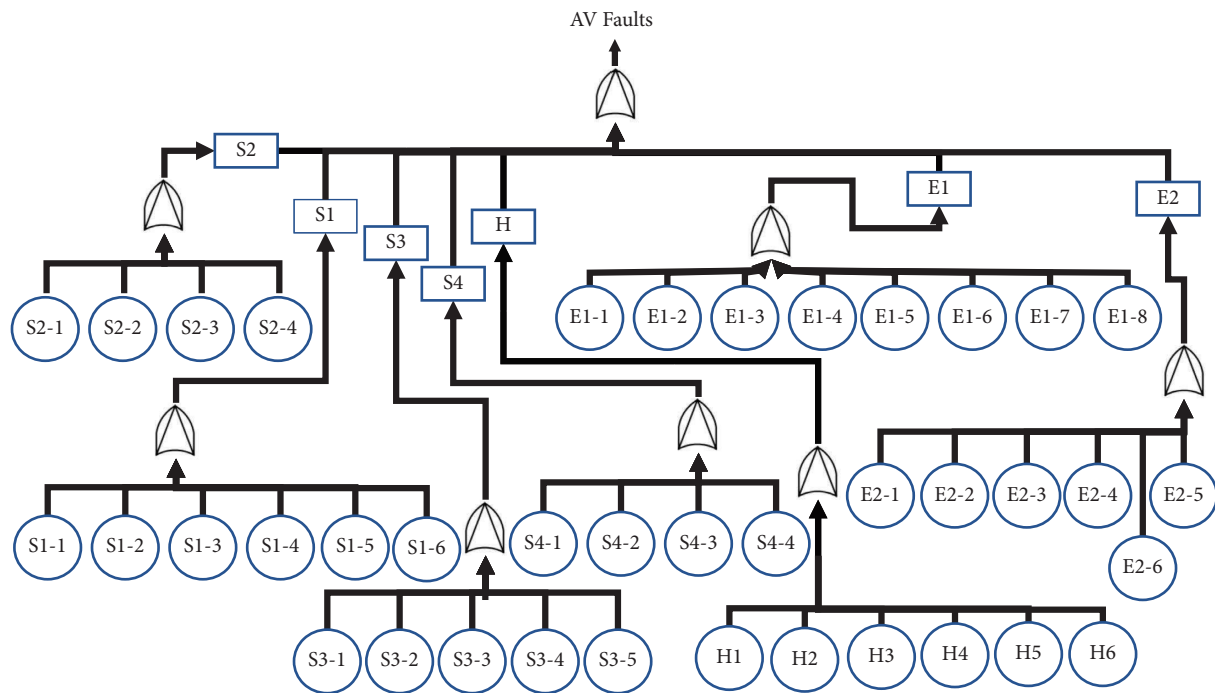 AV Faults
S2
S1
S3
S4
H
E1
E2
S2-1 S2-2 S2-3 S2-4
E1-1 E1-2 E1-3 E1-4 E1-5 E1-6 E1-7 E1-8
E2-1 E2-2 E2-3 E2-4 E2-5
E2-6
S1-1 S1-2 S1-3 S1-4 S1-5 S1-6
S4-1 S4-2 S4-3 S4-4
S3-1 S3-2 S3-3 S3-4 S3-5
H1 H2 H3 H4 H5 H6